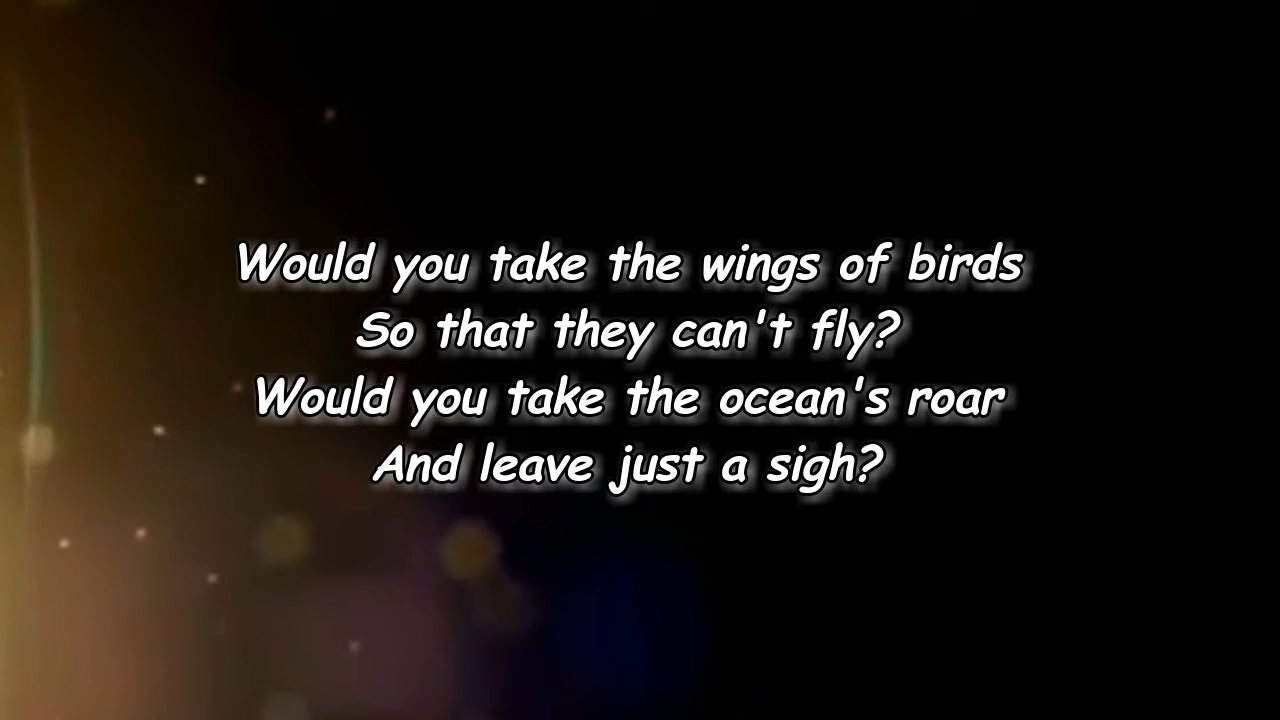 Would you take the wings of birds
So that they can't fly?
Would you take the ocean's roar
And leave just a sigh?